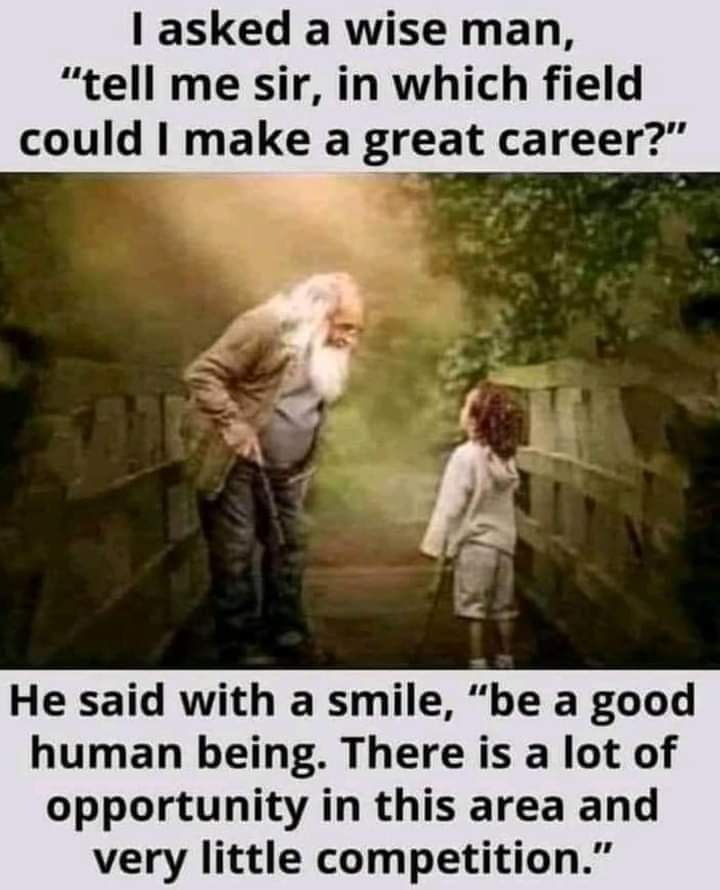 I asked a wise man,
“tell me sir, in which field
could I make a great career?”
He said with a smile, “be a good
human being. There is a lot of
opportunity in this area and
very little competition.”